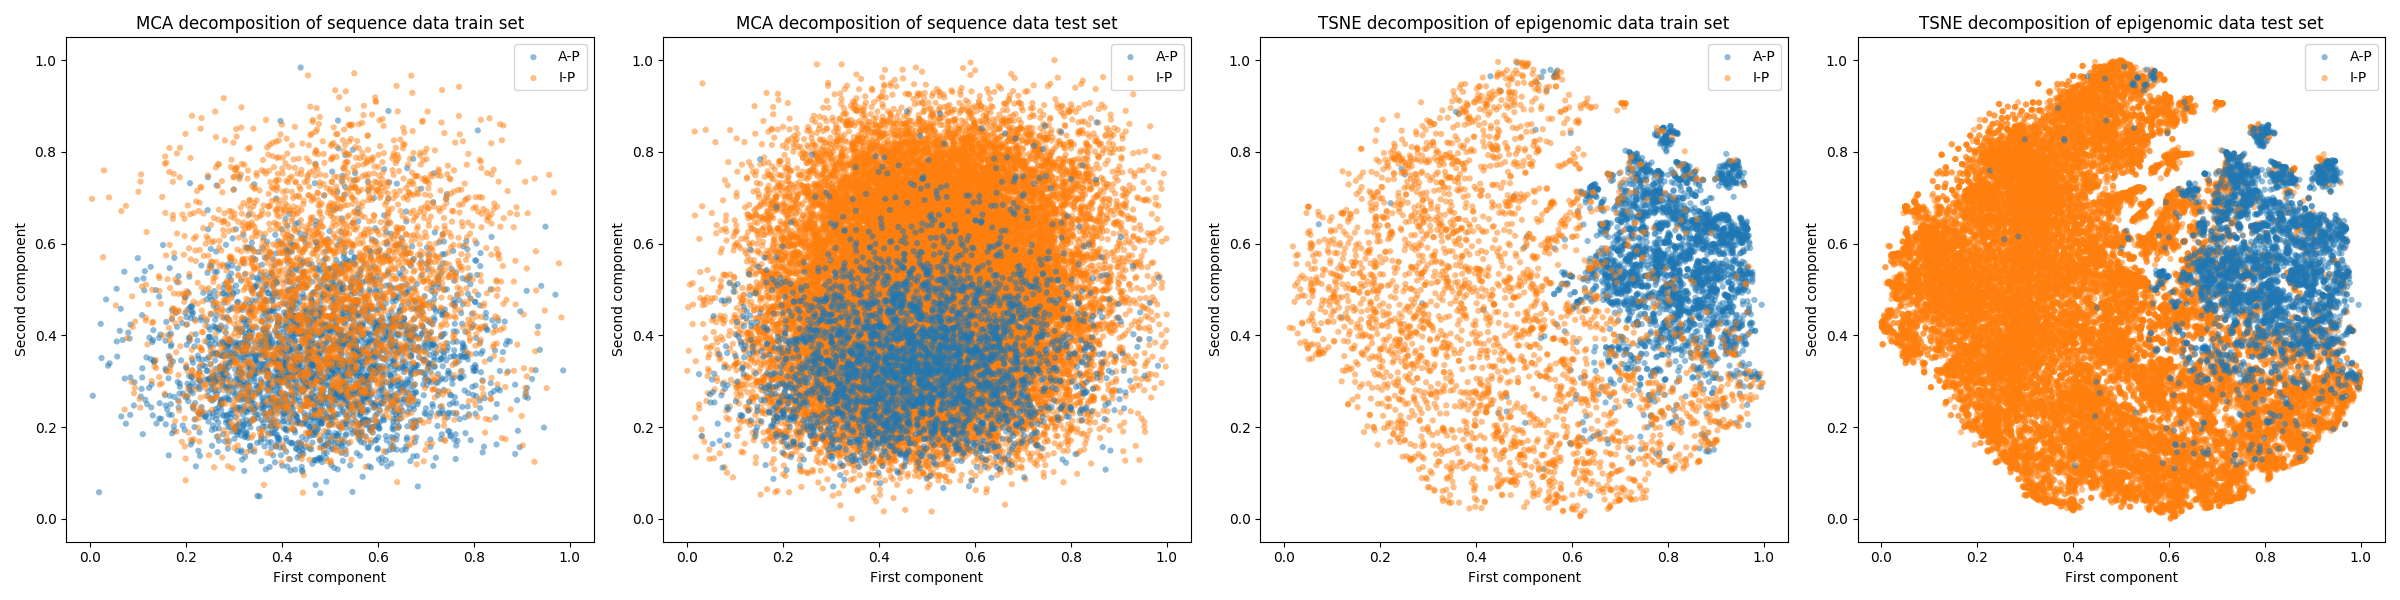 MCA decomposition of sequence data train set
A-P
I-P
1.0
0.8
0.6
0.4
0.2
0.0
Second component
0.0 0.2 0.4 0.6 0.8 1.0
First component
MCA decomposition of sequence data test set
A-P
I-P
1.0
0.8
0.6
0.4
0.2
0.0
Second component
0.0 0.2 0.4 0.6 0.8 1.0
First component
TSNE decomposition of epigenomic data train set
A-P
I-P
1.0
0.8
0.6
0.4
0.2
0.0
Second component
0.0 0.2 0.4 0.6 0.8 1.0
First component
TSNE decomposition of epigenomic data test set
A-P
I-P
1.0
0.8
0.6
0.4
0.2
0.0
Second component
0.0 0.2 0.4 0.6 0.8 1.0
First component